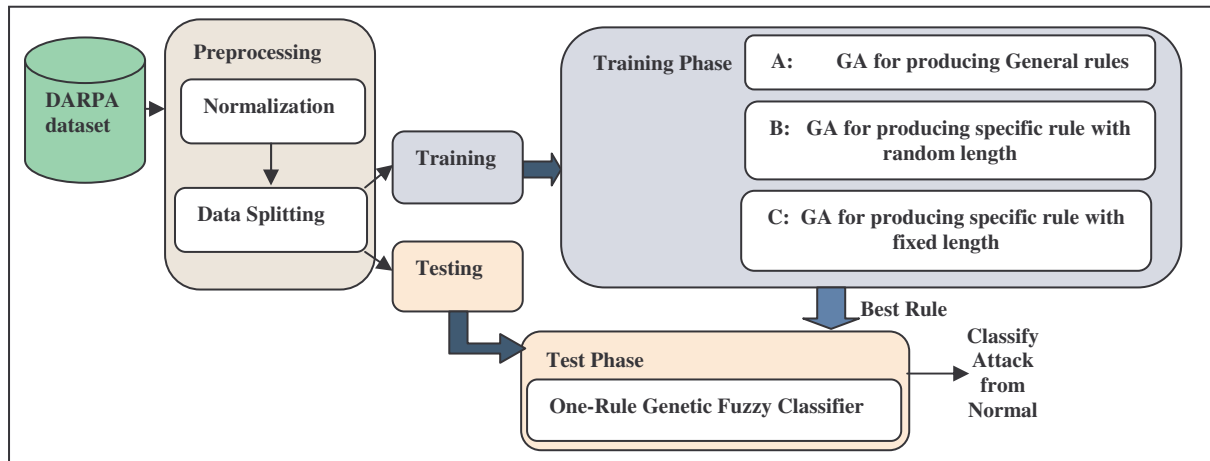 DARPA
dataset
Preprocessing
Normalization
Data Splitting
Training
Testing
Training Phase
A: GA for producing General rules
B: GA for producing specific rule with
random length
C: GA for producing specific rule with
fixed length
Best Rule
Test Phase
One-Rule Genetic Fuzzy Classifier
Classify
Attack
from
Normal